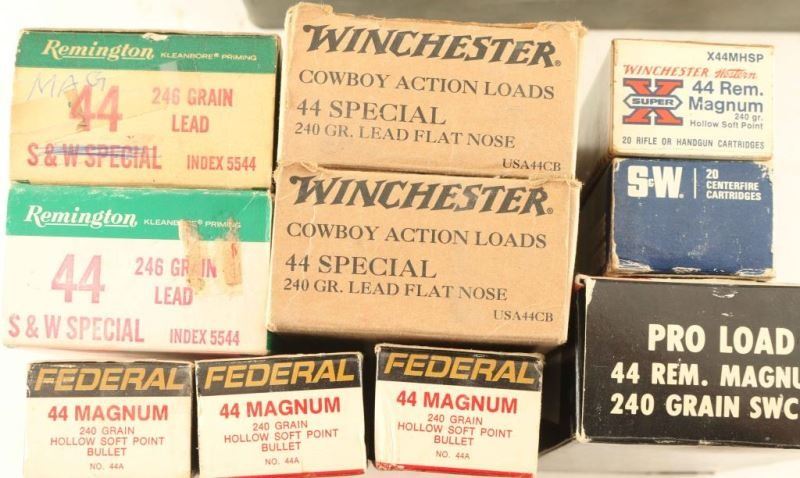 Remington KLEANBORE® PRIMING
MAG
44 246 GRAIN
LEAD
S & W SPECIAL INDEX 5544
Remington KLEANBORE® PRIMING
44 246 GRAIN
LEAD
S & W SPECIAL INDEX 5544
WINCHESTER®
COWBOY ACTION LOADS
44 SPECIAL
240 GR. LEAD FLAT NOSE
USA44CB
WINCHESTER®
COWBOY ACTION LOADS
44 SPECIAL
240 GR. LEAD FLAT NOSE
USA44CB
X44MHSP
WINCHESTER Western
SUPER X
44 Rem.
Magnum
240 gr.
Hollow Soft Point
20 RIFLE OR HANDGUN CARTRIDGES
S&W®
20
CENTERFIRE
CARTRIDGES
PRO LOAD
44 REM. MAGNU
240 GRAIN SWC
FEDERAL
44 MAGNUM
240 GRAIN
HOLLOW SOFT POINT
BULLET
NO. 44A
FEDERAL
44 MAGNUM
240 GRAIN
HOLLOW SOFT POINT
BULLET
NO. 44A
FEDERAL
44 MAGNUM
240 GRAIN
HOLLOW SOFT POINT
BULLET
NO. 44A